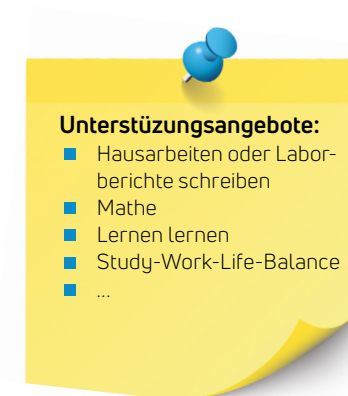 Unterstüzungsangebote:
Hausarbeiten oder Labor-
berichte schreiben
Mathe
Lernen lernen
Study-Work-Life-Balance
...